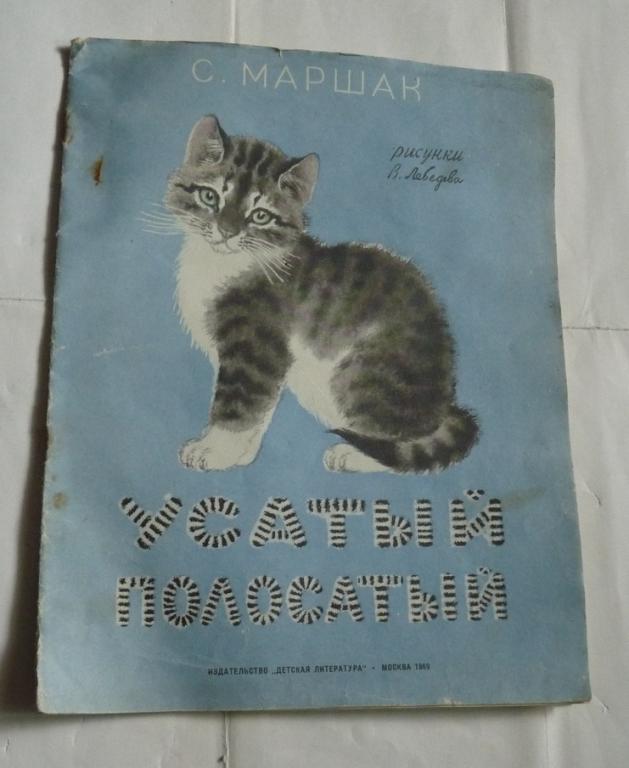 С. МАРШАК
рисунки
В. Лебедева
УСАТЫЙ
ПОЛОСАТЫЙ
ИЗДАТЕЛЬСТВО „ДЕТСКАЯ ЛИТЕРАТУРА" • МОСКВА 1969